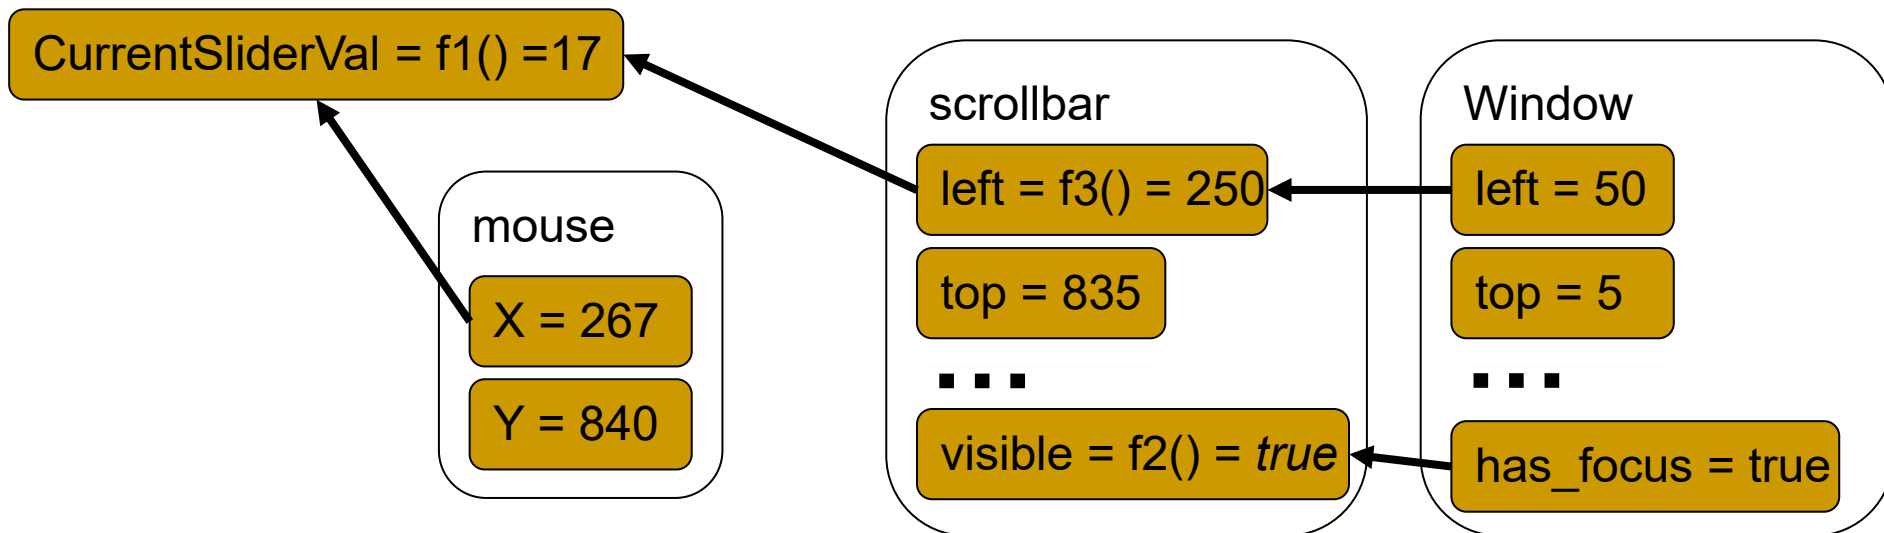 CurrentSliderVal = f1() =17
mouse
X = 267
Y = 840
scrollbar
left = f3() = 250
top = 835
...
visible = f2() = true
Window
left = 50
top = 5
...
has_focus = true